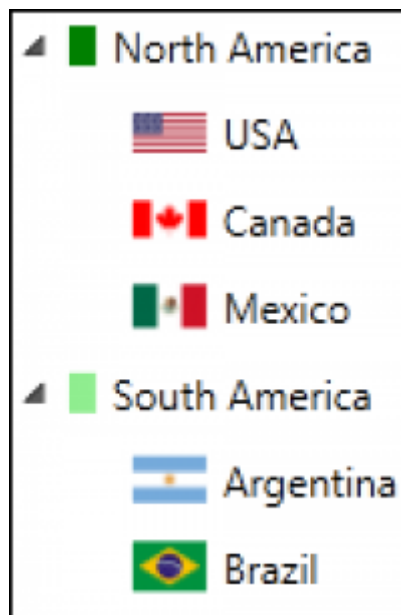 North America
USA
Canada
Mexico
South America
Argentina
Brazil